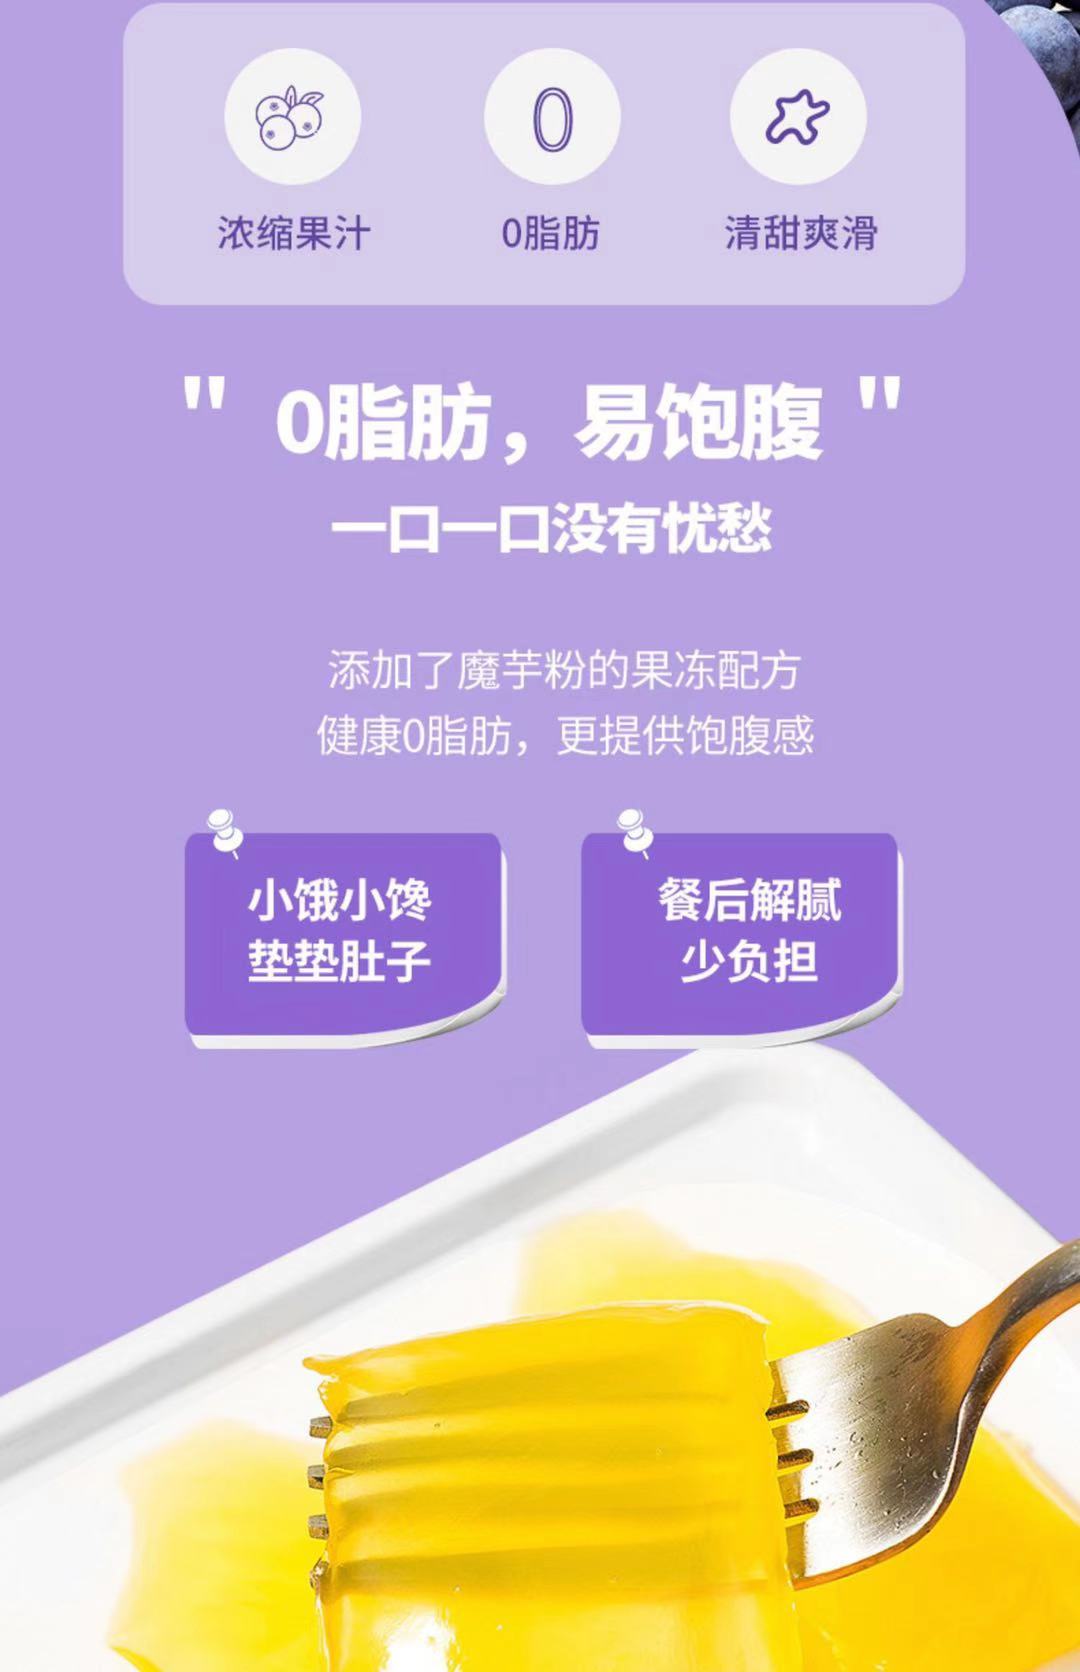 0
浓缩果汁
0脂肪
清甜爽滑
"0脂肪，易饱腹"
一口一口没有忧愁
添加了魔芋粉的果冻配方
健康0脂肪，更提供饱腹感
小饿小馋
垫垫肚子
餐后解腻
少负担